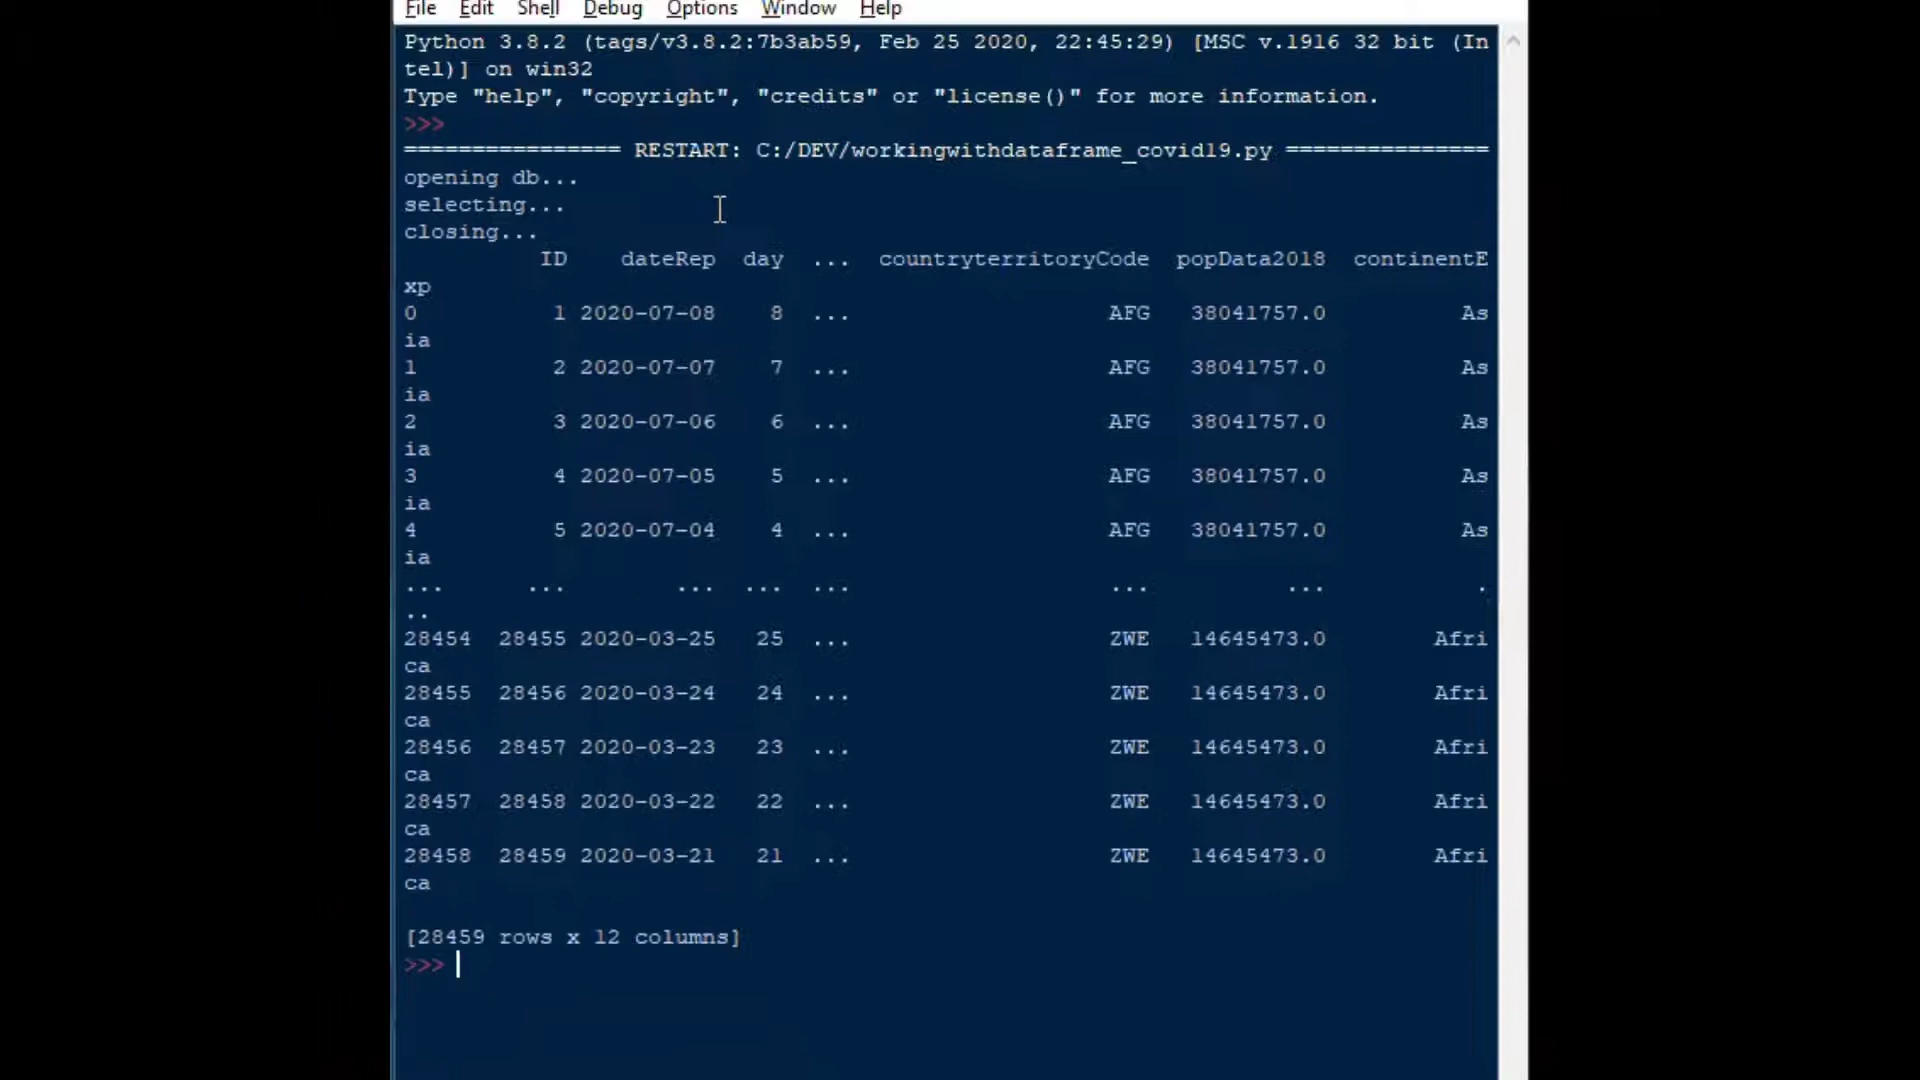 File Edit Shell Debug Options Window Help
Python 3.8.2 (tags/v3.8.2:7b3ab59, Feb 25 2020, 22:45:29) [MSC v.1916 32 bit (In
tel)] on win32
Type "help", "copyright", "credits" or "license()" for more information.
>>>
================ RESTART: C:/DEV/workingwithdataframe_covid19.py ===============
opening db...
selecting...
closing...
ID dateRep day ... countryterritoryCode popData2018 continentE
xp
0 1 2020-07-08 8 ... AFG 38041757.0 As
ia
1 2 2020-07-07 7 ... AFG 38041757.0 As
ia
2 3 2020-07-06 6 ... AFG 38041757.0 As
ia
3 4 2020-07-05 5 ... AFG 38041757.0 As
ia
4 5 2020-07-04 4 ... AFG 38041757.0 As
ia
... ... ... ... ... ... ... .
..
28454 28455 2020-03-25 25 ... ZWE 14645473.0 Afri
ca
28455 28456 2020-03-24 24 ... ZWE 14645473.0 Afri
ca
28456 28457 2020-03-23 23 ... ZWE 14645473.0 Afri
ca
28457 28458 2020-03-22 22 ... ZWE 14645473.0 Afri
ca
28458 28459 2020-03-21 21 ... ZWE 14645473.0 Afri
ca
[28459 rows x 12 columns]
>>>